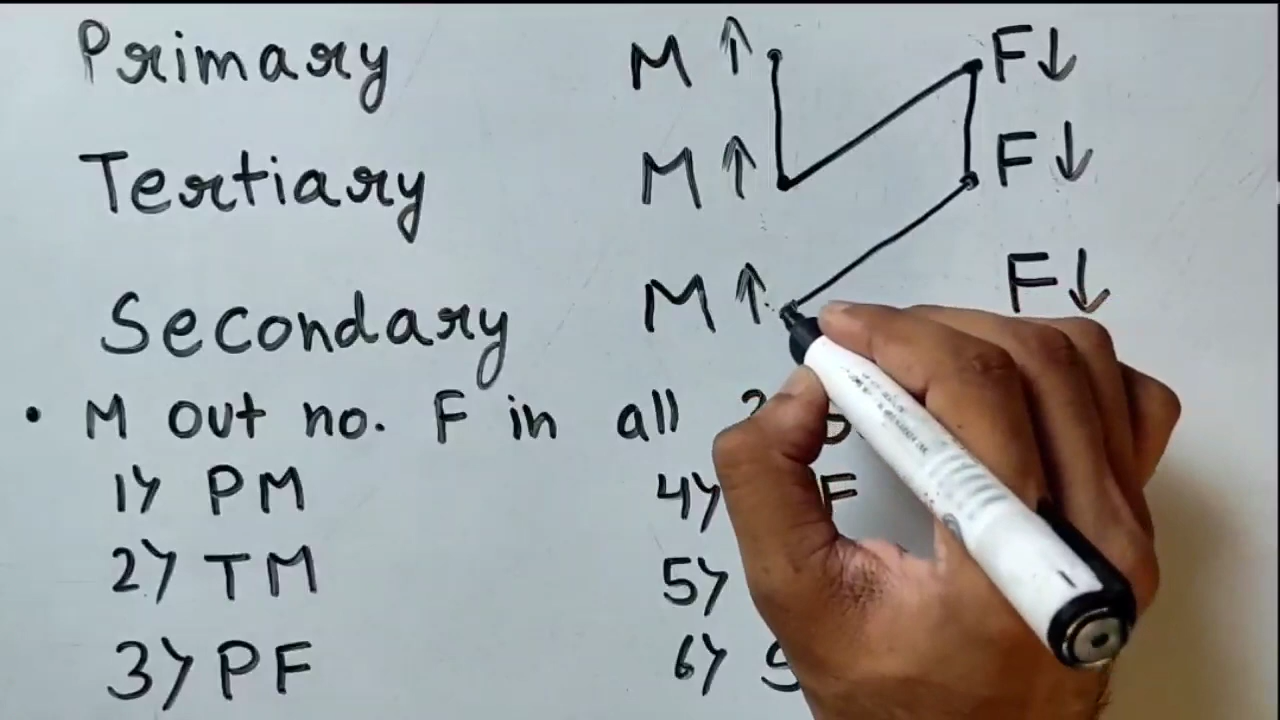 Primary M ↑ F ↓
Tertiary M ↑ F ↓
Secondary M ↑ F ↓
• M out no. F in all
1) PM 4) F
2) TM 5)
3) PF 6) S